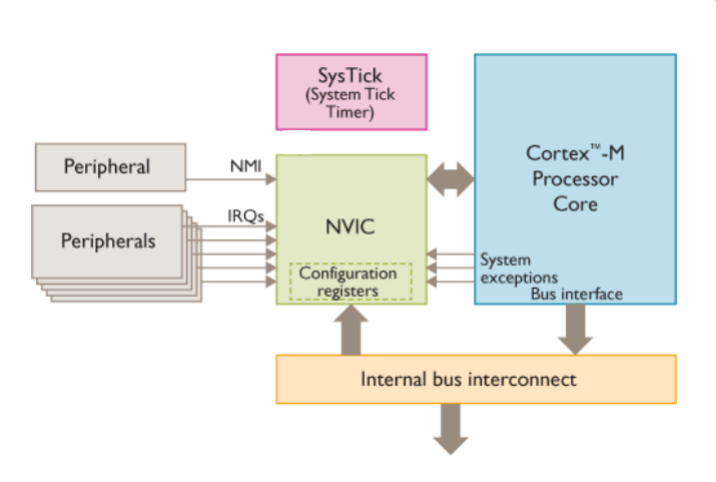 SysTick
(System Tick
Timer)
Cortex™-M
Processor
Core
Peripheral
NMI
IRQs
Peripherals
NVIC
Configuration
registers
System
exceptions
Bus interface
Internal bus interconnect